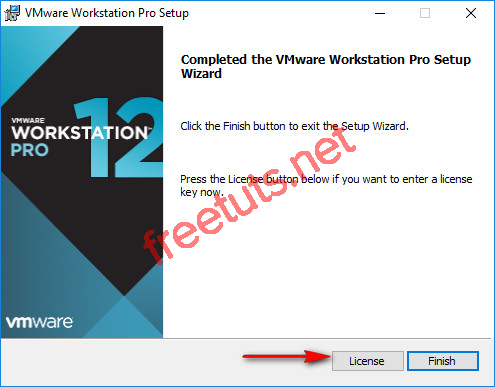 VMware Workstation Pro Setup
Completed the VMware Workstation Pro Setup
Wizard
VMWARE
WORKSTATION
PRO
12
Click the Finish button to exit the Setup Wizard.
Press the License button below if you want to enter a license
key now.
freetuts.net
vmware
License
Finish